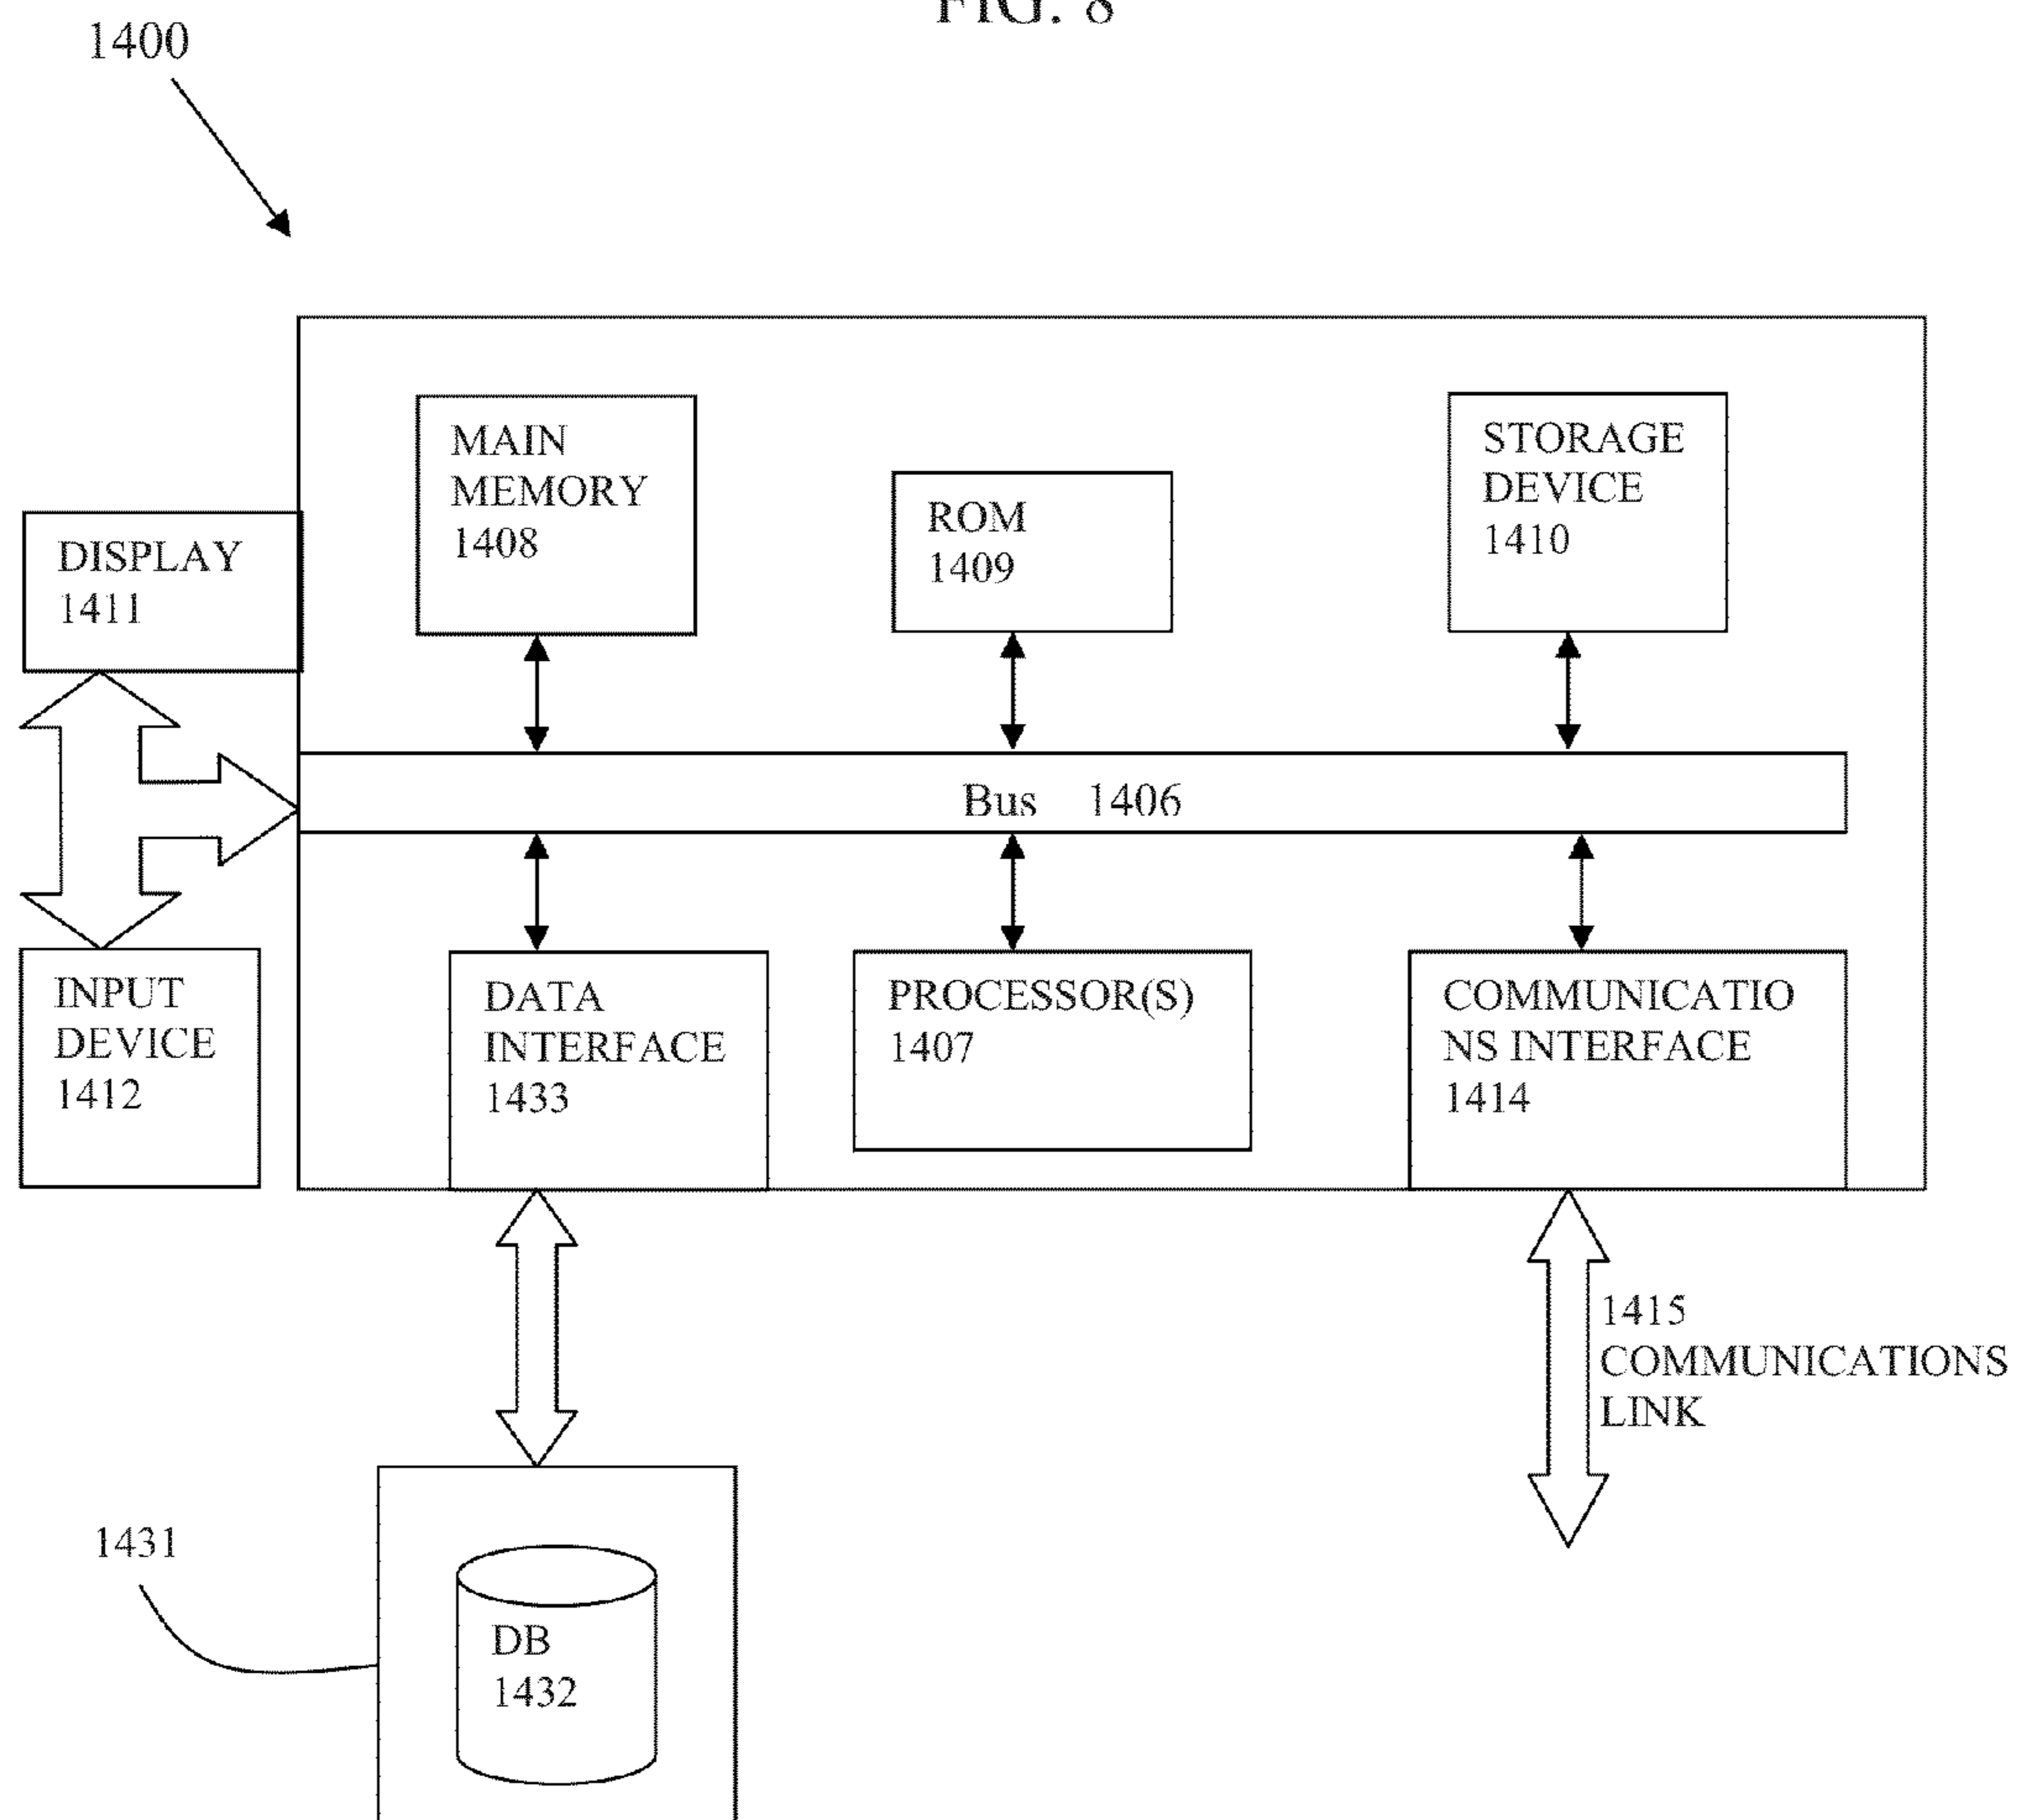 FIG. 8
1400
MAIN
MEMORY
1408
ROM
1409
STORAGE
DEVICE
1410
DISPLAY
1411
Bus 1406
INPUT
DEVICE
1412
DATA
INTERFACE
1433
PROCESSOR(S)
1407
COMMUNICATIO
NS INTERFACE
1414
1415
COMMUNICATIONS
LINK
1431
DB
1432